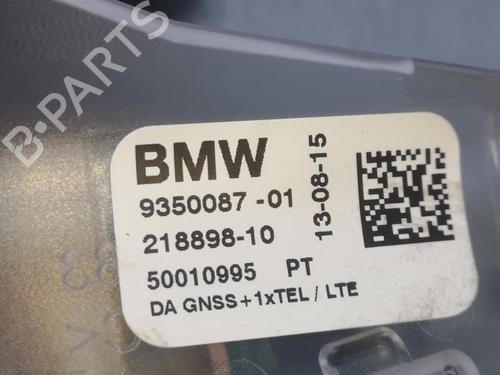 B-PARTS
BMW
9350087-01
218898-10
50010995 PT
DA GNSS+1xTEL / LTE
13-08-15